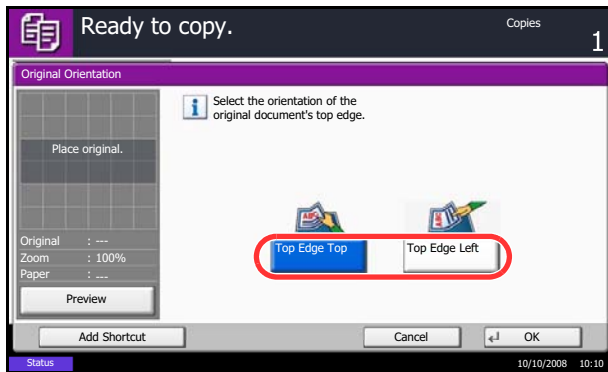 Ready to copy.
Copies
1
Original Orientation
Place original.
Select the orientation of the
original document's top edge.
Original : ---
Zoom : 100%
Paper : ---
Preview
Top Edge Top
Top Edge Left
Add Shortcut
Cancel
OK
Status
10/10/2008 10:10